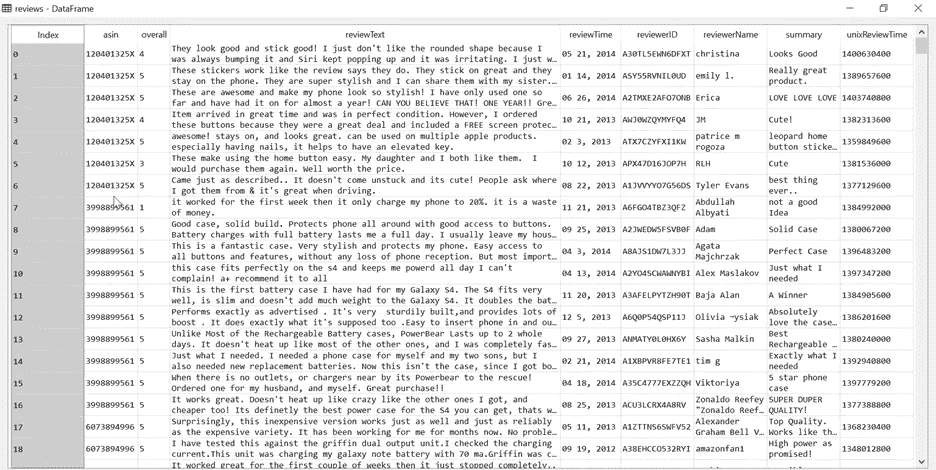 reviews - DataFrame
Index asin overall reviewText reviewTime reviewerID reviewerName summary unixReviewTime
0 120401325X 4 They look good and stick good! I just don't like the rounded shape because I was always bumping it and Siri kept popping up and it was irritating. I just w… 05 21, 2014 A30TL5EWN6DFXT christina Looks Good 1400630400
1 120401325X 5 These stickers work like the review says they do. They stick on great and they stay on the phone. They are super stylish and I can share them with my sister.… 01 14, 2014 ASY55RVNIL0UD emily l. Really great product. 1389657600
2 120401325X 5 These are awesome and make my phone look so stylish! I have only used one so far and have had it on for almost a year! CAN YOU BELIEVE THAT! ONE YEAR!! Gre… 06 26, 2014 A2TMXE2AFO7ONB Erica LOVE LOVE LOVE 1403740800
3 120401325X 4 Item arrived in great time and was in perfect condition. However, I ordered these buttons because they were a great deal and included a FREE screen protec… 10 21, 2013 AWJ0WZQYMYFQ4 JM Cute! 1382313600
4 120401325X 5 awesome! stays on, and looks great. can be used on multiple apple products. especially having nails, it helps to have an elevated key. 02 3, 2013 ATX7CZYFXI1KW patrice m rogoza leopard home button sticke… 1359849600
5 120401325X 3 These make using the home button easy. My daughter and I both like them. I would purchase them again. Well worth the price. 10 12, 2013 APX47D16JOP7H RLH Cute 1381536000
6 120401325X 5 Came just as described.. It doesn't come unstuck and its cute! People ask where I got them from & it's great when driving. 08 22, 2013 A1JVVYYO7G56DS Tyler Evans best thing ever.. 1377129600
7 3998899561 1 it worked for the first week then it only charge my phone to 20%. it is a waste of money. 11 21, 2013 A6FGO4TBZ3QFZ Abdullah Albyati not a good Idea 1384992000
8 3998899561 5 Good case, solid build. Protects phone all around with good access to buttons. Battery charges with full battery lasts me a full day. I usually leave my hous… 09 25, 2013 A2JWEDW5FSVB0F Adam Solid Case 1380067200
9 3998899561 5 This is a fantastic case. Very stylish and protects my phone. Easy access to all buttons and features, without any loss of phone reception. But most import… 04 3, 2014 A8AJS1DW7L3JJ Agata Majchrzak Perfect Case 1396483200
10 3998899561 5 this case fits perfectly on the s4 and keeps me powerd all day I can't complain! a+ recommend it to all 04 13, 2014 A2YO4SCWAWNYBI Alex Maslakov Just what I needed 1397347200
11 3998899561 5 This is the first battery case I have had for my Galaxy S4. The S4 fits very well, is slim and doesn't add much weight to the Galaxy S4. It doubles the bat… 11 20, 2013 A3AFELPYTZH90T Baja Alan A Winner 1384905600
12 3998899561 5 Performs exactly as advertised . It's very sturdily built,and provides lots of boost . It does exactly what it's supposed too .Easy to insert phone in and ou… 12 5, 2013 A6Q0P54QSP11J Olivia ¬ysiak Absolutely love the case… 1386201600
13 3998899561 5 Unlike Most of the Rechargeable Battery cases, PowerBear Lasts up to 2 whole days. It doesn't heat up like most of the other ones, and I was completely fas… 09 27, 2013 ANMATY0L0HX6Y Sasha Malkin Best Rechargeable … 1380240000
14 3998899561 5 Just what I needed. I needed a phone case for myself and my two sons, but I also needed new replacement batteries. Now this isn't the case, since I got bo… 02 21, 2014 A1XBPVR8FE7TE1 tim g Exactly what I needed 1392940800
15 3998899561 5 When there is no outlets, or chargers near by its Powerbear to the rescue! Ordered one for my husband, and myself. Great purchase!! 04 18, 2014 A35C4777EXZZQH Viktoriya 5 star phone case 1397779200
16 3998899561 5 It works great. Doesn't heat up like crazy like the other ones I got, and cheaper too! Its definetly the best power case for the S4 you can get, thats w… 08 25, 2013 ACU3LCRX4A8RV Zonaldo Reefey "Zonaldo Reef… SUPER DUPER QUALITY! 1377388800
17 6073894996 5 Surprisingly, this inexpensive version works just as well and just as reliably as the expensive variety. It has been working for me for months now. No proble… 05 11, 2013 A1ZTTNS65WFV52 Alexander Graham Bell V… Top Quality. Works like th… 1368230400
18 6073894996 5 I have tested this against the griffin dual output unit.I checked the charging current.This unit was charging my galaxy note battery with 70 ma.Griffin was c… 09 19, 2012 A38EHCCO532RYI amazonfan1 High power as promised! 1348012800
It worked great for the first couple of weeks then it just stopped completely..